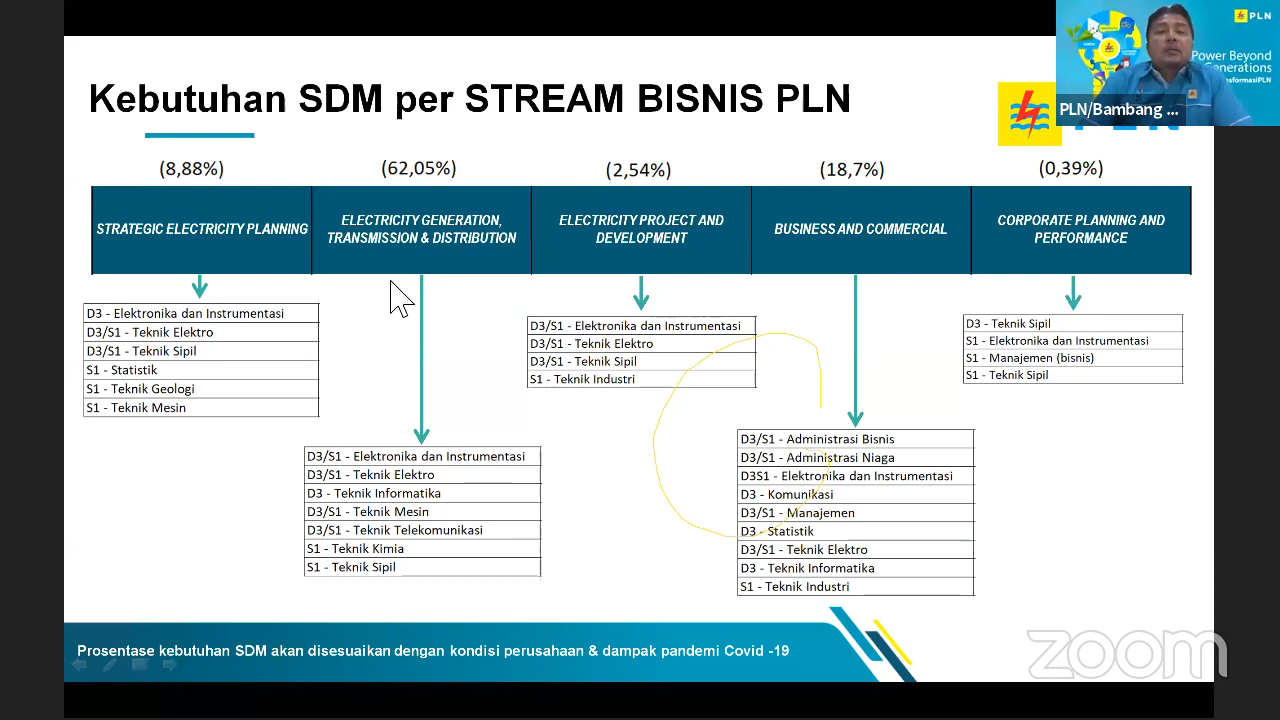 PLN
Power Beyond
Generations
PLN/Bambang ...
Kebutuhan SDM per STREAM BISNIS PLN
(8,88%)
(62,05%)
(2,54%)
(18,7%)
(0,39%)
STRATEGIC ELECTRICITY PLANNING
ELECTRICITY GENERATION,
TRANSMISSION & DISTRIBUTION
ELECTRICITY PROJECT AND
DEVELOPMENT
BUSINESS AND COMMERCIAL
CORPORATE PLANNING AND
PERFORMANCE
D3 - Elektronika dan Instrumentasi
D3/S1 - Teknik Elektro
D3/S1 - Teknik Sipil
S1 - Statistik
S1 - Teknik Geologi
S1 - Teknik Mesin
D3/S1 - Elektronika dan Instrumentasi
D3/S1 - Teknik Elektro
D3 - Teknik Informatika
D3/S1 - Teknik Mesin
D3/S1 - Teknik Telekomunikasi
S1 - Teknik Kimia
S1 - Teknik Sipil
D3/S1 - Elektronika dan Instrumentasi
D3/S1 - Teknik Elektro
D3/S1 - Teknik Sipil
S1 - Teknik Industri
D3/S1 - Administrasi Bisnis
D3/S1 - Administrasi Niaga
D3S1 - Elektronika dan Instrumentasi
D3 - Komunikasi
D3/S1 - Manajemen
D3 - Statistik
D3/S1 - Teknik Elektro
D3 - Teknik Informatika
S1 - Teknik Industri
D3 - Teknik Sipil
S1 - Elektronika dan Instrumentasi
S1 - Manajemen (bisnis)
S1 - Teknik Sipil
Prosentase kebutuhan SDM akan disesuaikan dengan kondisi perusahaan & dampak pandemi Covid -19
zoom